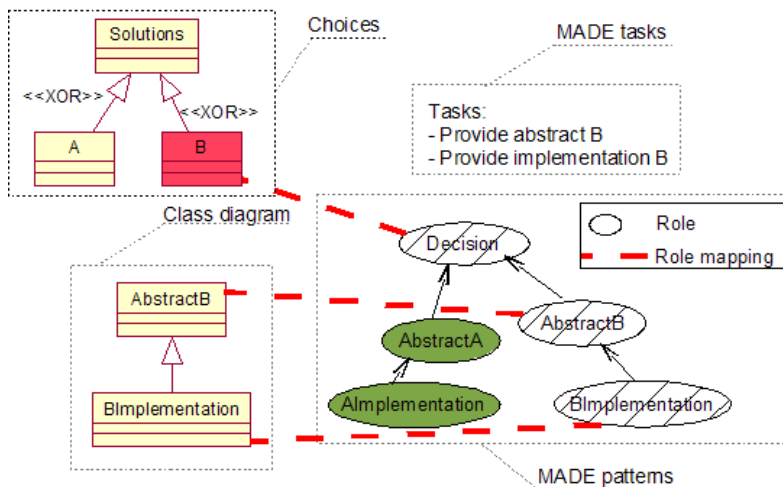 Choices
Solutions
<<XOR>>
<<XOR>>
A
B
MADE tasks
Tasks:
- Provide abstract B
- Provide implementation B
Class diagram
AbstractB
BImplementation
Role
Role mapping
Decision
AbstractA
AbstractB
AImplementation
BImplementation
MADE patterns